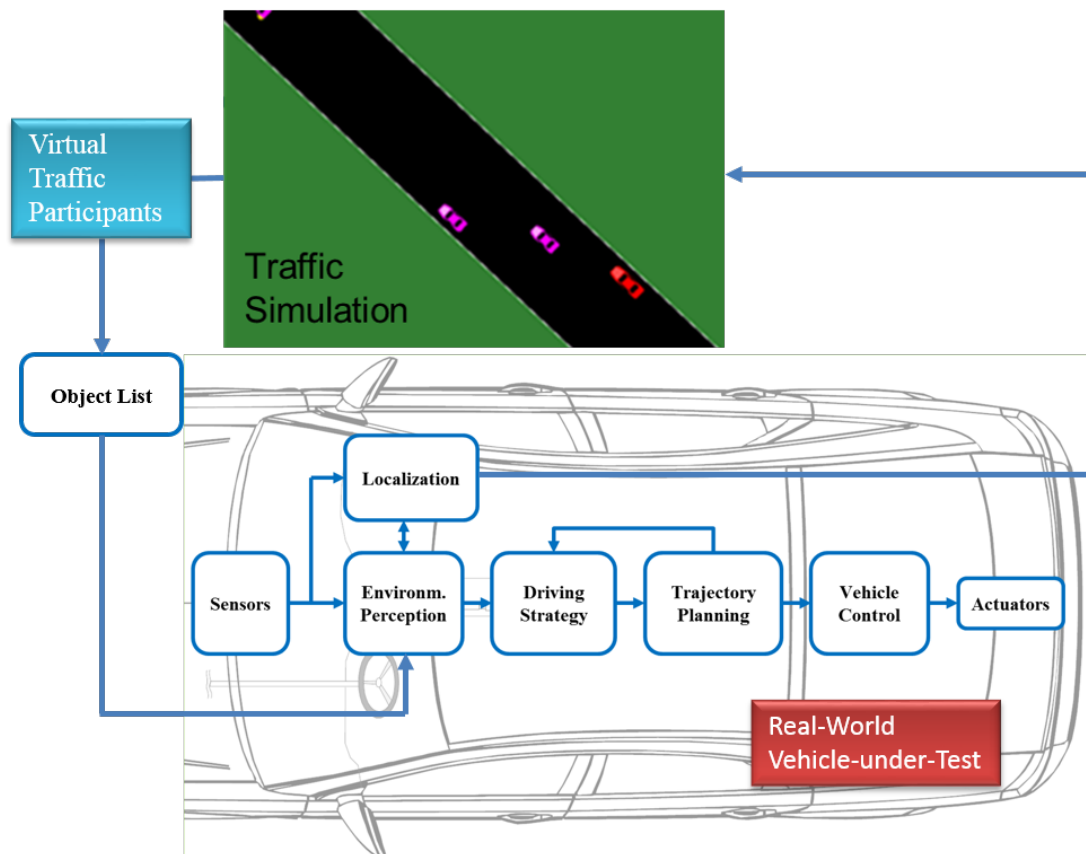 Virtual
Traffic
Participants
Traffic
Simulation
Object List
Localization
Sensors
Environm.
Perception
Driving
Strategy
Trajectory
Planning
Vehicle
Control
Actuators
Real-World
Vehicle-under-Test